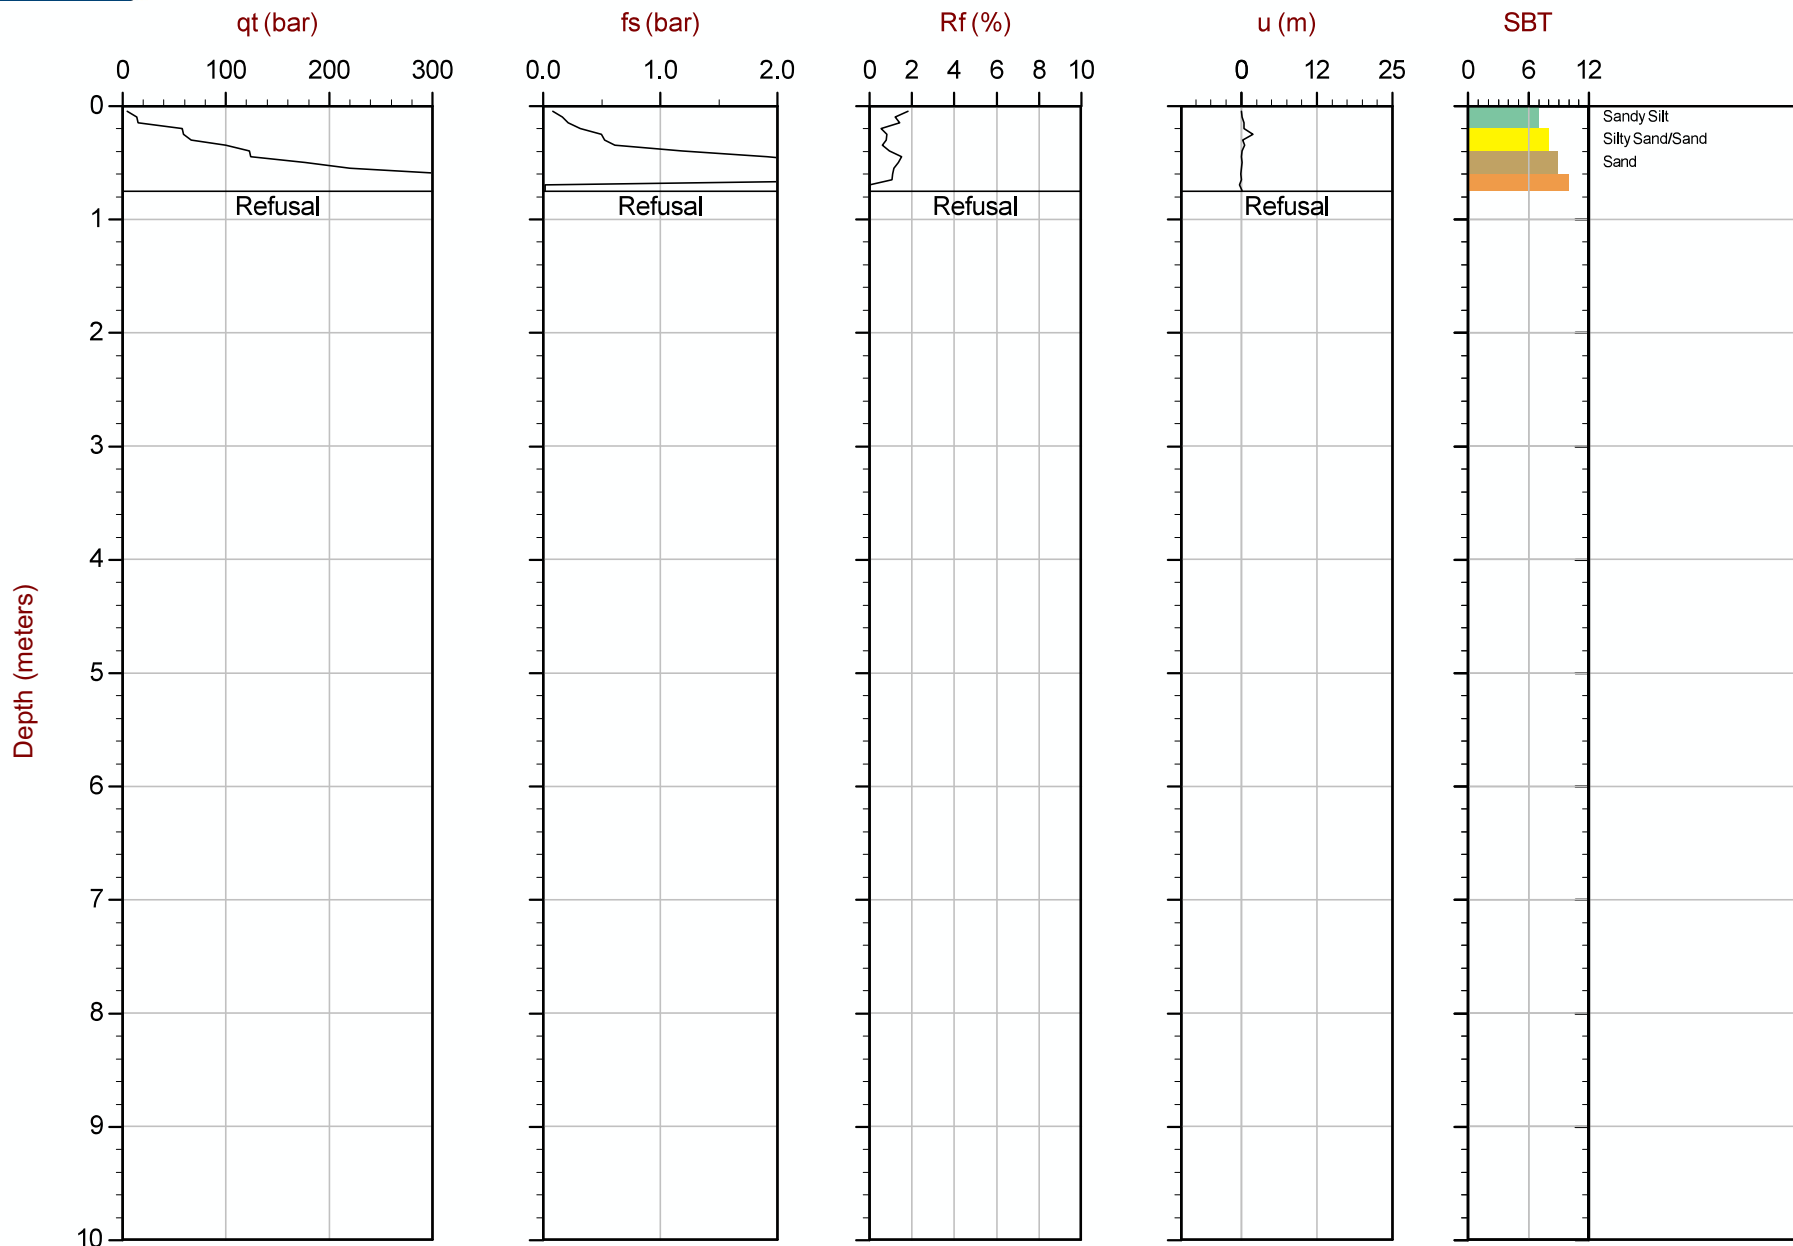 qt (bar) fs (bar) Rf (%) u (m) SBT
0 100 200 300 0.0 1.0 2.0 0 2 4 6 8 10 0 12 25 0 6 12
0
Sandy Silt
Silty Sand/Sand
Sand
Refusal Refusal Refusal Refusal
1
2
3
4
5
Depth (meters)
6
7
8
9
10